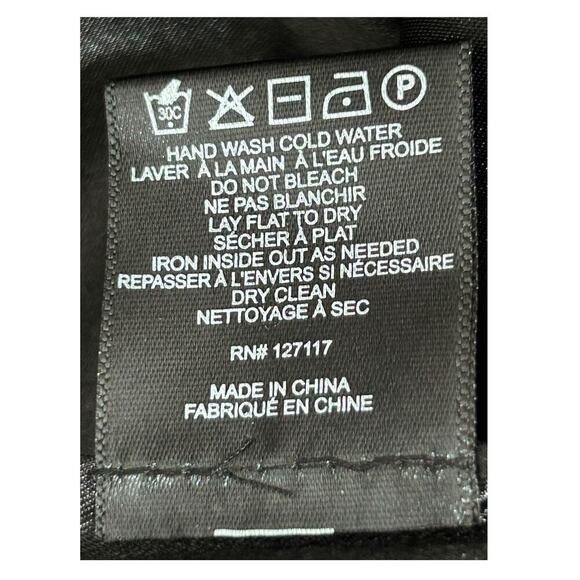 30C P
HAND WASH COLD WATER
LAVER À LA MAIN À L'EAU FROIDE
DO NOT BLEACH
NE PAS BLANCHIR
LAY FLAT TO DRY
SÉCHER À PLAT
IRON INSIDE OUT AS NEEDED
REPASSER À L'ENVERS SI NÉCESSAIRE
DRY CLEAN
NETTOYAGE À SEC
RN# 127117
MADE IN CHINA
FABRIQUÉ EN CHINE